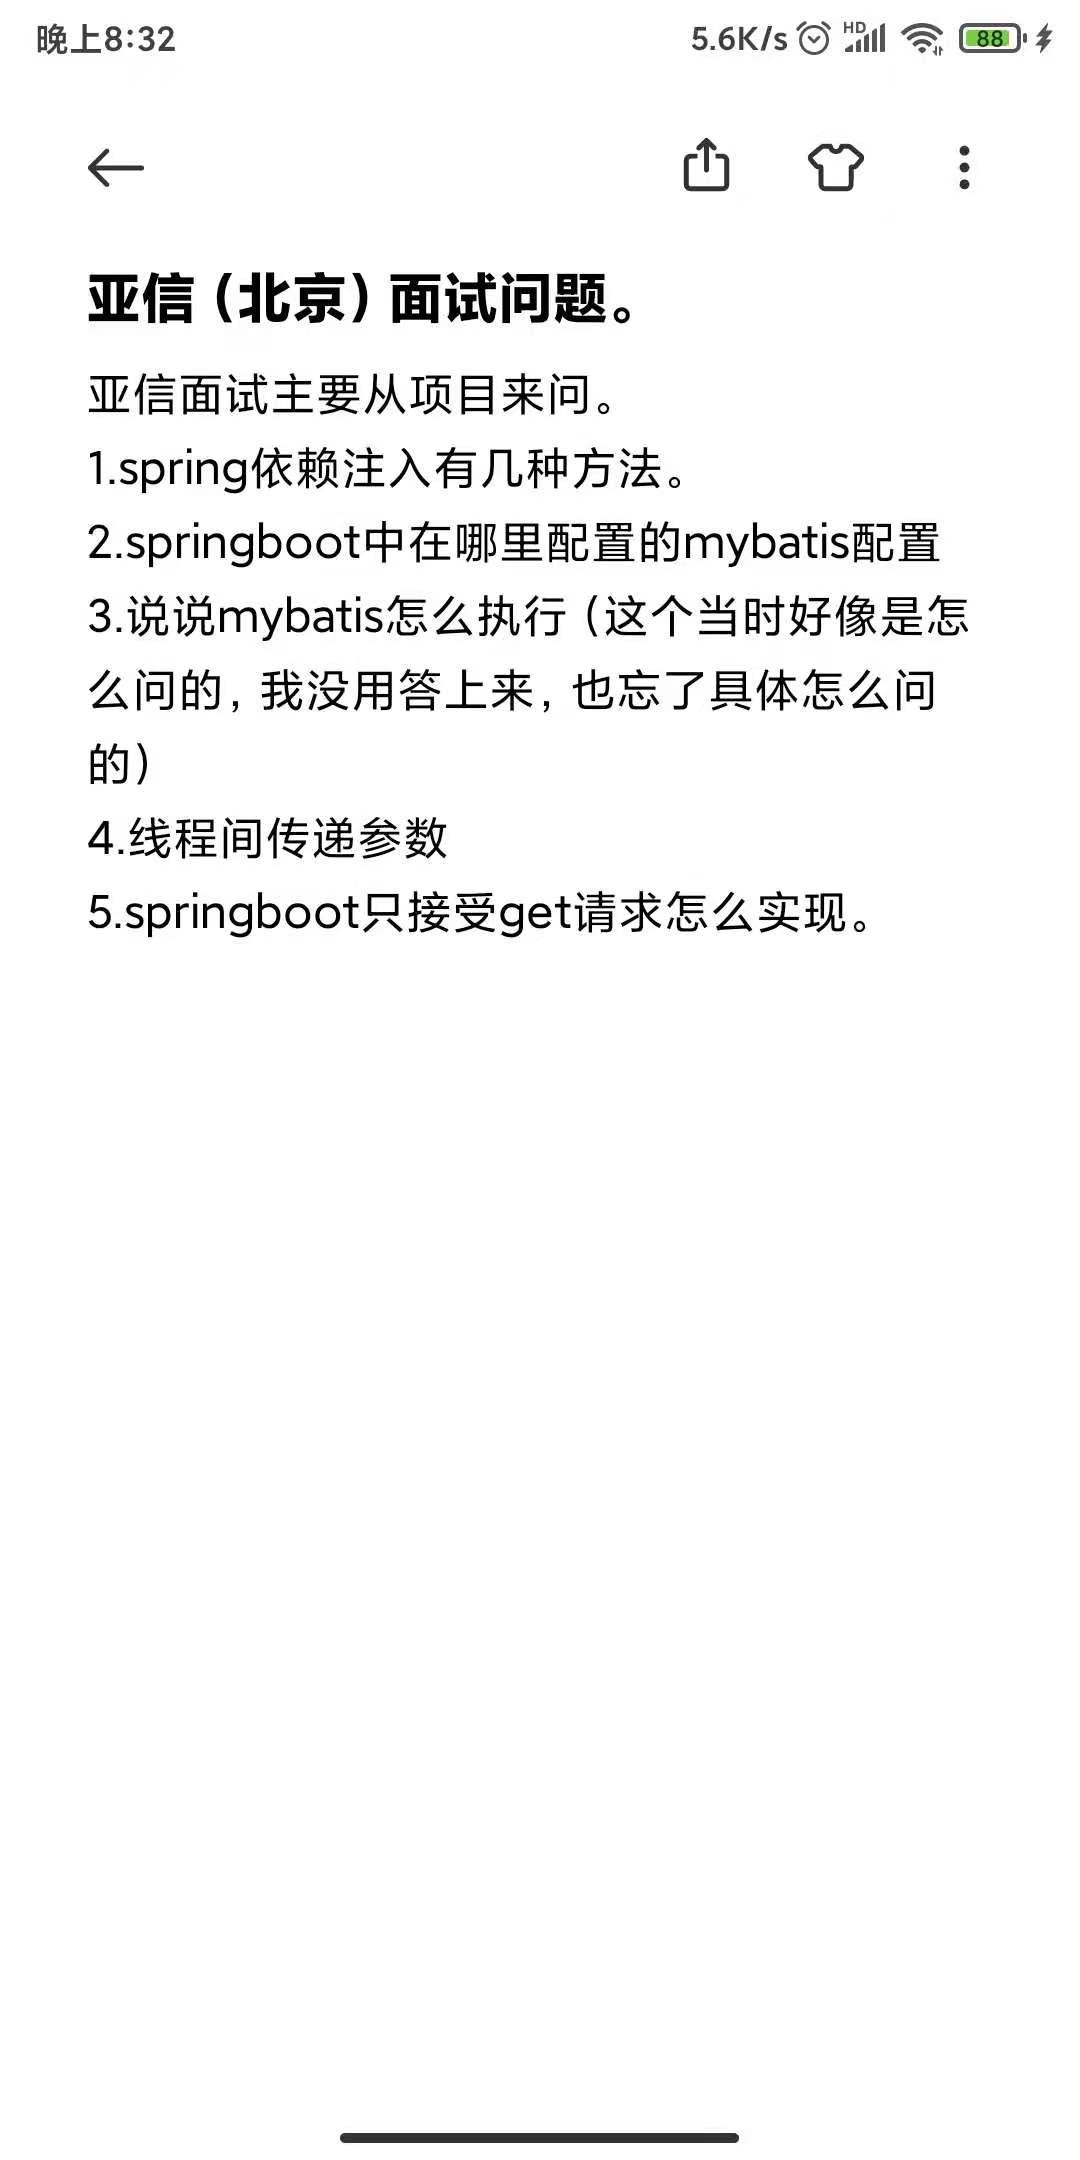 晚上8:32
5.6K/s HD 88
亚信（北京）面试问题。
亚信面试主要从项目来问。
1.spring依赖注入有几种方法。
2.springboot中在哪里配置的mybatis配置
3.说说mybatis怎么执行（这个当时好像是怎
么问的，我没用答上来，也忘了具体怎么问
的）
4.线程间传递参数
5.springboot只接受get请求怎么实现。